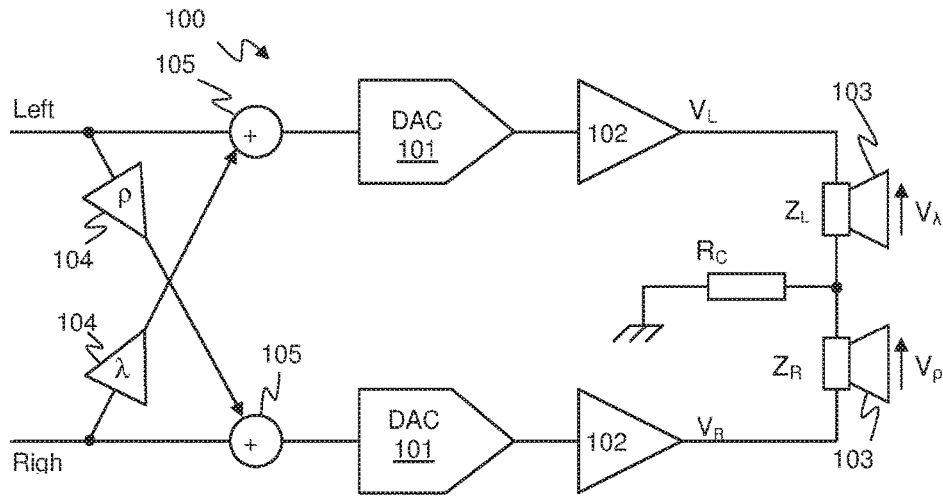 100
105
103
Left
DAC
101
102
V_L
ρ
Z_L
V_λ
104
R_C
104
λ
105
Z_R
V_ρ
DAC
101
102
V_R
Righ
103
+
+